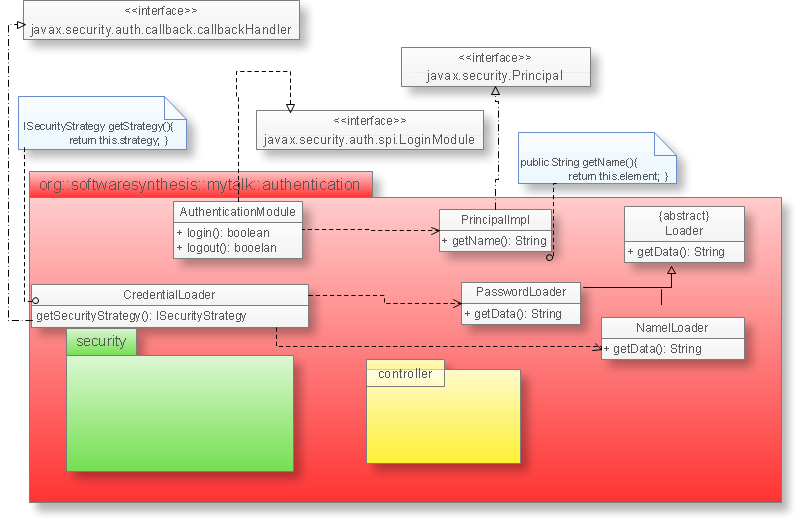 <<interface>>
javax.security.auth.callback.callbackHandler
<<interface>>
javax.security.Principal
ISecurityStrategy getStrategy(){
return this.strategy; }
<<interface>>
javax.security.auth.spi.LoginModule
public String getName(){
return this.element; }
org::softwaresynthesis::mytalk::authentication
AuthenticationModule
+ login(): boolean
+ logout(): booelan
PrincipalImpl
+ getName(): String
{abstract}
Loader
+ getData(): String
CredentialLoader
getSecurityStrategy(): ISecurityStrategy
PasswordLoader
+ getData(): String
NamelLoader
+ getData(): String
security
controller